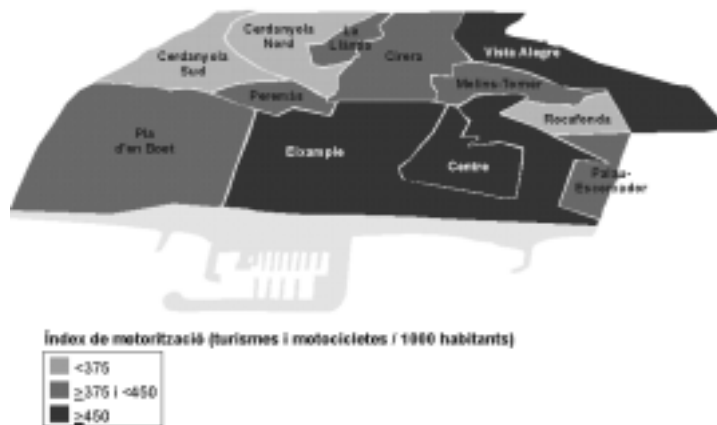 Cerdanyola
Nord
La
Llàntia
Cerdanyola
Sud
Cirera
Vista Alegre
Peramàs
Molins/Torner
Rocafonda
Pla
d'en Boet
Eixample
Centre
Palau-
Escorxador
Índex de motorització (turismes i motocicletes / 1000 habitants)
<375
≥375 i <450
≥450